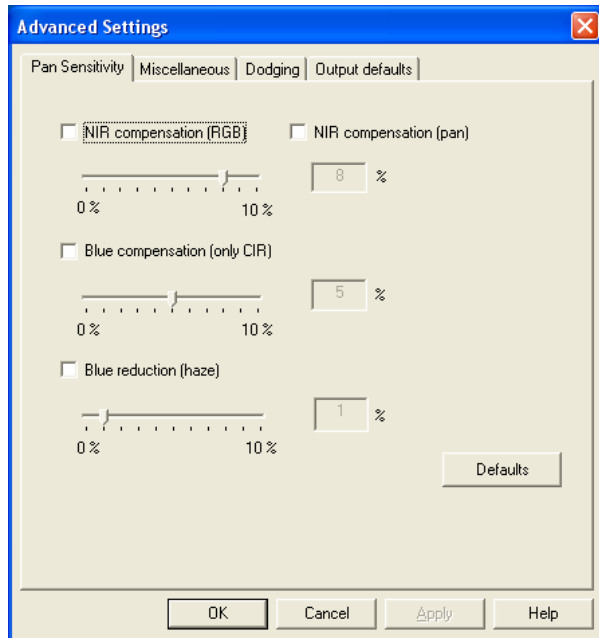 Advanced Settings
Pan Sensitivity Miscellaneous Dodging Output defaults
NIR compensation (RGB) NIR compensation (pan)
8 %
0 % 10 %
Blue compensation (only CIR)
5 %
0 % 10 %
Blue reduction (haze)
1 %
0 % 10 %
Defaults
OK Cancel Apply Help